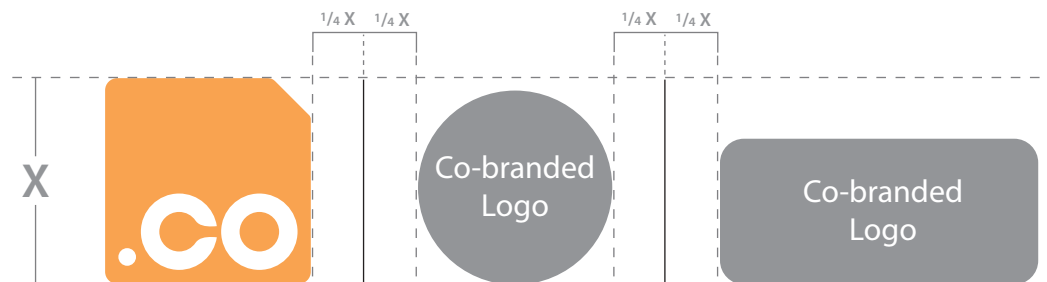 1/4 X 1/4 X 1/4 X 1/4 X
X
.co
Co-branded
Logo
Co-branded
Logo